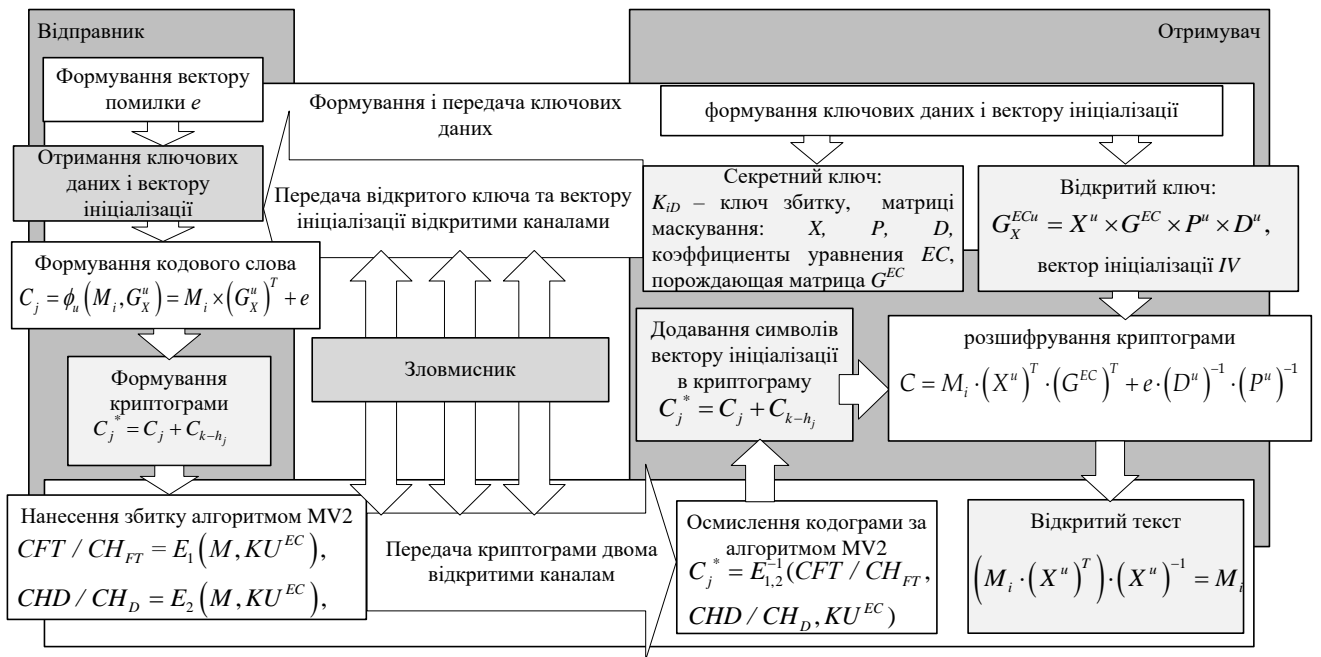 Відправник
Отримувач
Формування вектору
помилки e
Формування і передача ключових
даних
формування ключових даних і вектору ініціалізації
Отримання ключових
даних і вектору
ініціалізації
Передача відкритого ключа та вектору
ініціалізації відкритими каналами
Секретний ключ:
K_{iD} – ключ збитку, матриці
маскування: X, P, D,
коэффициенты уравнения EC,
порождающая матрица G^{EC}
Відкритий ключ:
G_X^{ECu} = X^u × G^{EC} × P^u × D^u,
вектор ініціалізації IV
Формування кодового слова
C_j = ϕ_u (M_i, G_X^u) = M_i × (G_X^u)^T + e
Зловмисник
Додавання символів
вектору ініціалізації
в криптограму
C_j^* = C_j + C_{k−h_j}
розшифрування криптограми
C = M_i · (X^u)^T · (G^{EC})^T + e · (D^u)^{−1} · (P^u)^{−1}
Формування
криптограми
C_j^* = C_j + C_{k−h_j}
Нанесення збитку алгоритмом MV2
CFT / CH_{FT} = E_1 (M, KU^{EC}),
CHD / CH_D = E_2 (M, KU^{EC}),
Передача криптограми двома
відкритими каналам
Осмислення кодограми за
алгоритмом MV2
C_j^* = E_{1,2}^{−1}(CFT / CH_{FT},
CHD / CH_D, KU^{EC})
Відкритий текст
(M_i · (X^u)^T) · (X^u)^{−1} = M_i